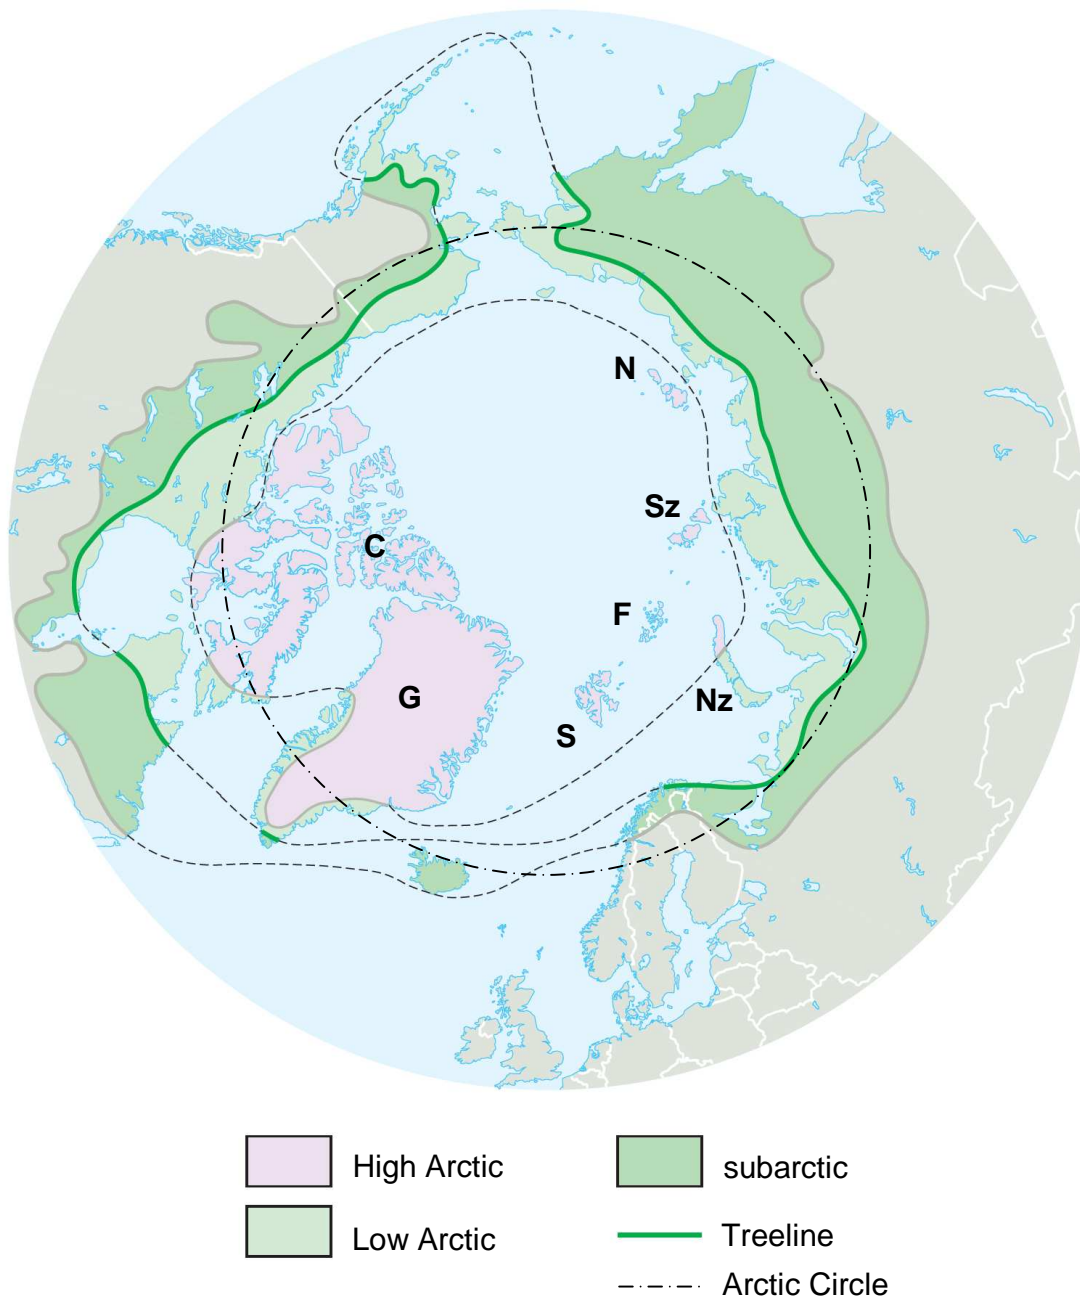 N
Sz
C
F
G
Nz
S
High Arctic
subarctic
Low Arctic
Treeline
Arctic Circle